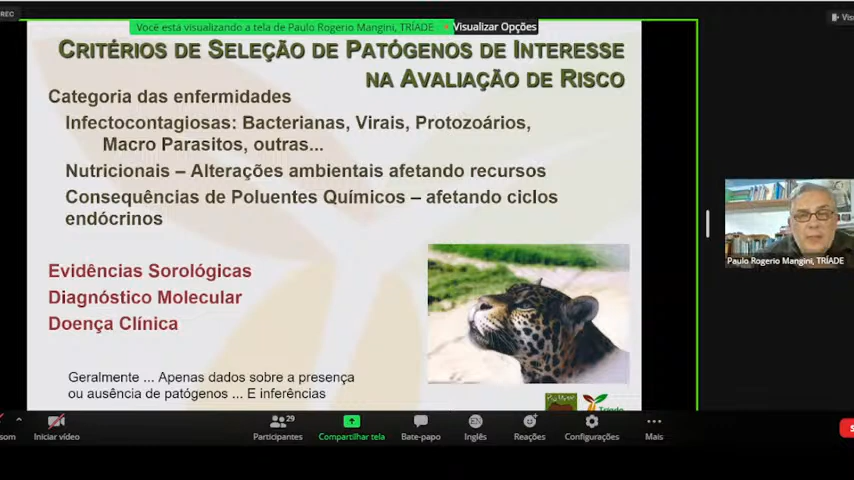 REC
Você está visualizando a tela de Paulo Rogerio Mangini, TRÍADE
Visualizar Opções
CRITÉRIOS DE SELEÇÃO DE PATÓGENOS DE INTERESSE
NA AVALIAÇÃO DE RISCO
Categoria das enfermidades
Infectocontagiosas: Bacterianas, Virais, Protozoários,
Macro Parasitos, outras...
Nutricionais – Alterações ambientais afetando recursos
Consequências de Poluentes Químicos – afetando ciclos
endócrinos
Evidências Sorológicas
Diagnóstico Molecular
Doença Clínica
Geralmente ... Apenas dados sobre a presença
ou ausência de patógenos ... E inferências
Paulo Rogerio Mangini, TRÍADE
Tríade
29
som
Iniciar vídeo
Participantes
Compartilhar tela
Bate-papo
Inglês
Reações
Configurações
Mais